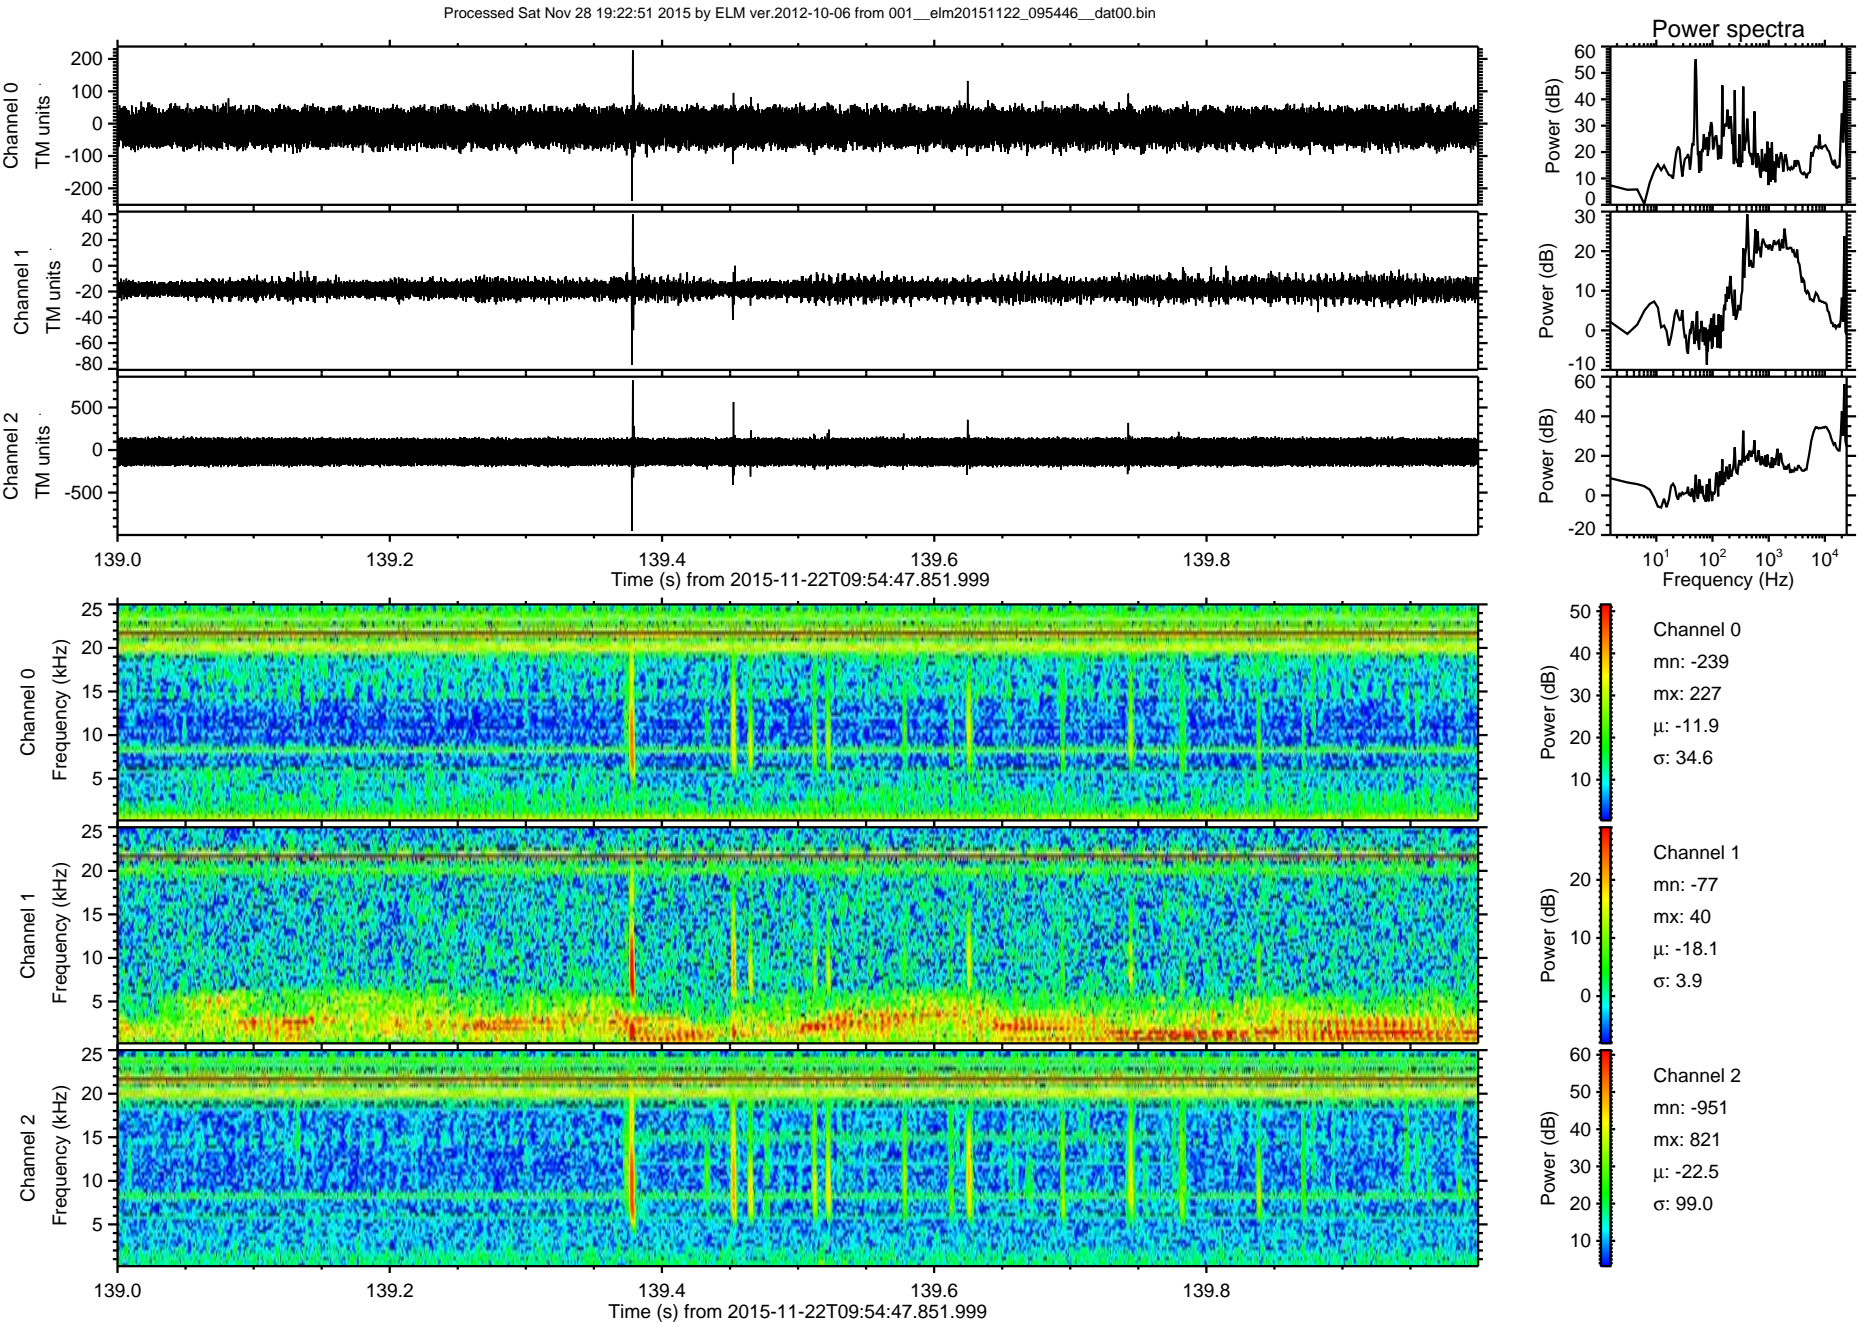 Processed Sat Nov 28 19:22:51 2015 by ELM ver.2012-10-06 from 001__elm20151122_095446__dat00.bin
Power spectra
Channel 0
TM units
200
100
0
-100
-200
Power (dB)
60
50
40
30
20
10
0
Channel 1
TM units
40
20
0
-20
-40
-60
-80
Power (dB)
30
20
10
0
-10
Channel 2
TM units
500
0
-500
Power (dB)
60
40
20
0
-20
139.0 139.2 139.4 139.6 139.8
Time (s) from 2015-11-22T09:54:47.851.999
10¹ 10² 10³ 10⁴
Frequency (Hz)
Channel 0
Frequency (kHz)
25
20
15
10
5
Power (dB)
50
40
30
20
10
Channel 0
mn: -239
mx: 227
μ: -11.9
σ: 34.6
Channel 1
Frequency (kHz)
25
20
15
10
5
Power (dB)
20
10
0
Channel 1
mn: -77
mx: 40
μ: -18.1
σ: 3.9
Channel 2
Frequency (kHz)
25
20
15
10
5
Power (dB)
60
50
40
30
20
10
Channel 2
mn: -951
mx: 821
μ: -22.5
σ: 99.0
139.0 139.2 139.4 139.6 139.8
Time (s) from 2015-11-22T09:54:47.851.999